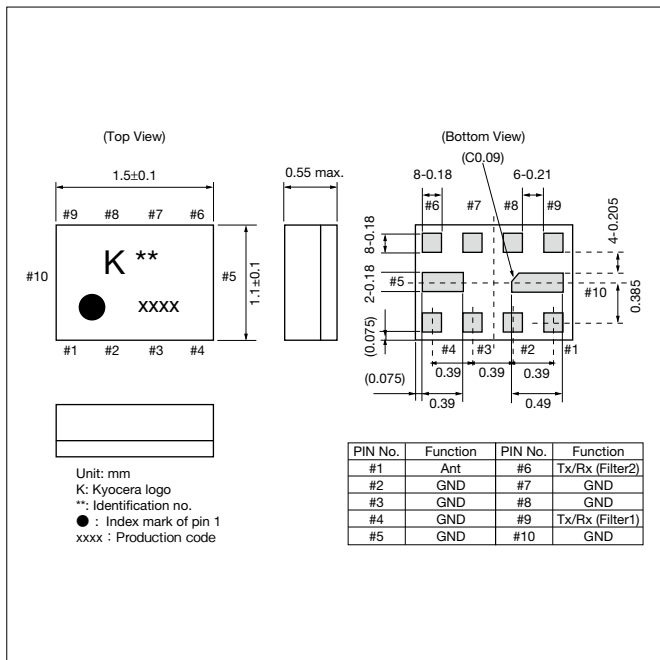 (Top View)
1.5±0.1
#9 #8 #7 #6
#10
K **
xxxx
#5
1.1±0.1
#1 #2 #3 #4
0.55 max.
(Bottom View)
(C0.09)
8-0.18 6-0.21
#6 #7 #8 #9
8-0.18
4-0.205
2-0.18
#5
#10
0.385
(0.075)
#4 #3 #2 #1
(0.075)
0.39 0.39 0.39
0.39 0.49
Unit: mm
K: Kyocera logo
**: Identification no.
● : Index mark of pin 1
xxxx : Production code
PIN No. Function PIN No. Function
#1 Ant #6 Tx/Rx (Filter2)
#2 GND #7 GND
#3 GND #8 GND
#4 GND #9 Tx/Rx (Filter1)
#5 GND #10 GND